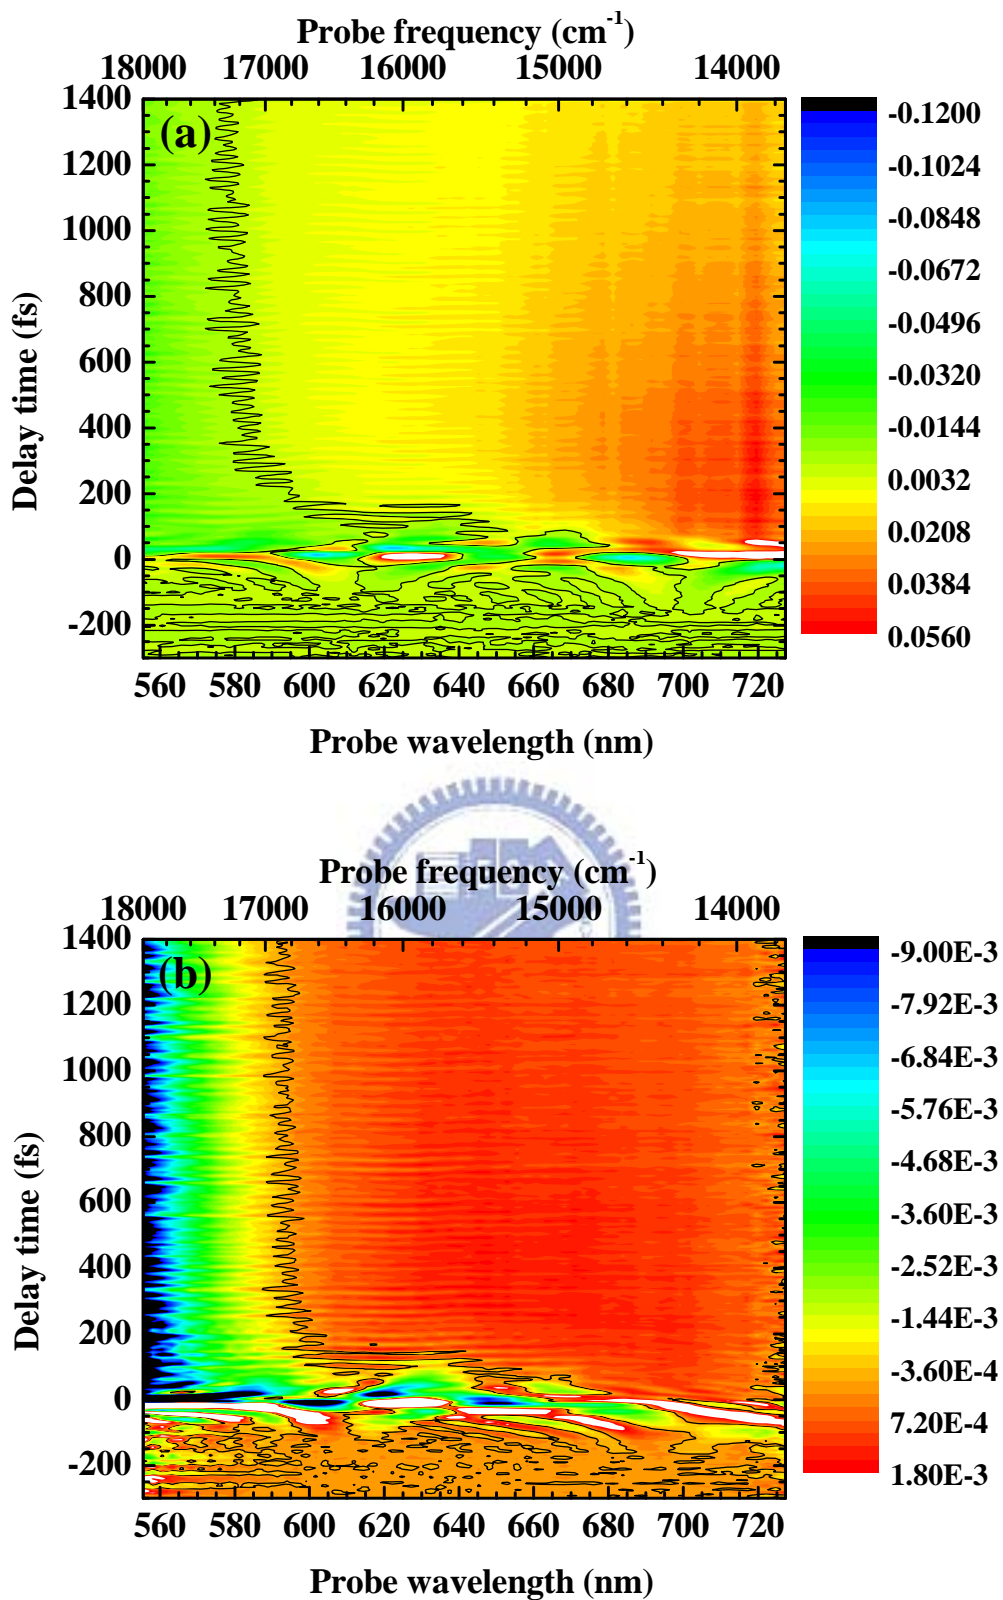 Probe frequency (cm-1)
18000 17000 16000 15000 14000
(a)
1400
1200
1000
800
600
400
200
0
-200
Delay time (fs)
560 580 600 620 640 660 680 700 720
Probe wavelength (nm)
-0.1200
-0.1024
-0.0848
-0.0672
-0.0496
-0.0320
-0.0144
0.0032
0.0208
0.0384
0.0560
Probe frequency (cm-1)
18000 17000 16000 15000 14000
(b)
1400
1200
1000
800
600
400
200
0
-200
Delay time (fs)
560 580 600 620 640 660 680 700 720
Probe wavelength (nm)
-9.00E-3
-7.92E-3
-6.84E-3
-5.76E-3
-4.68E-3
-3.60E-3
-2.52E-3
-1.44E-3
-3.60E-4
7.20E-4
1.80E-3